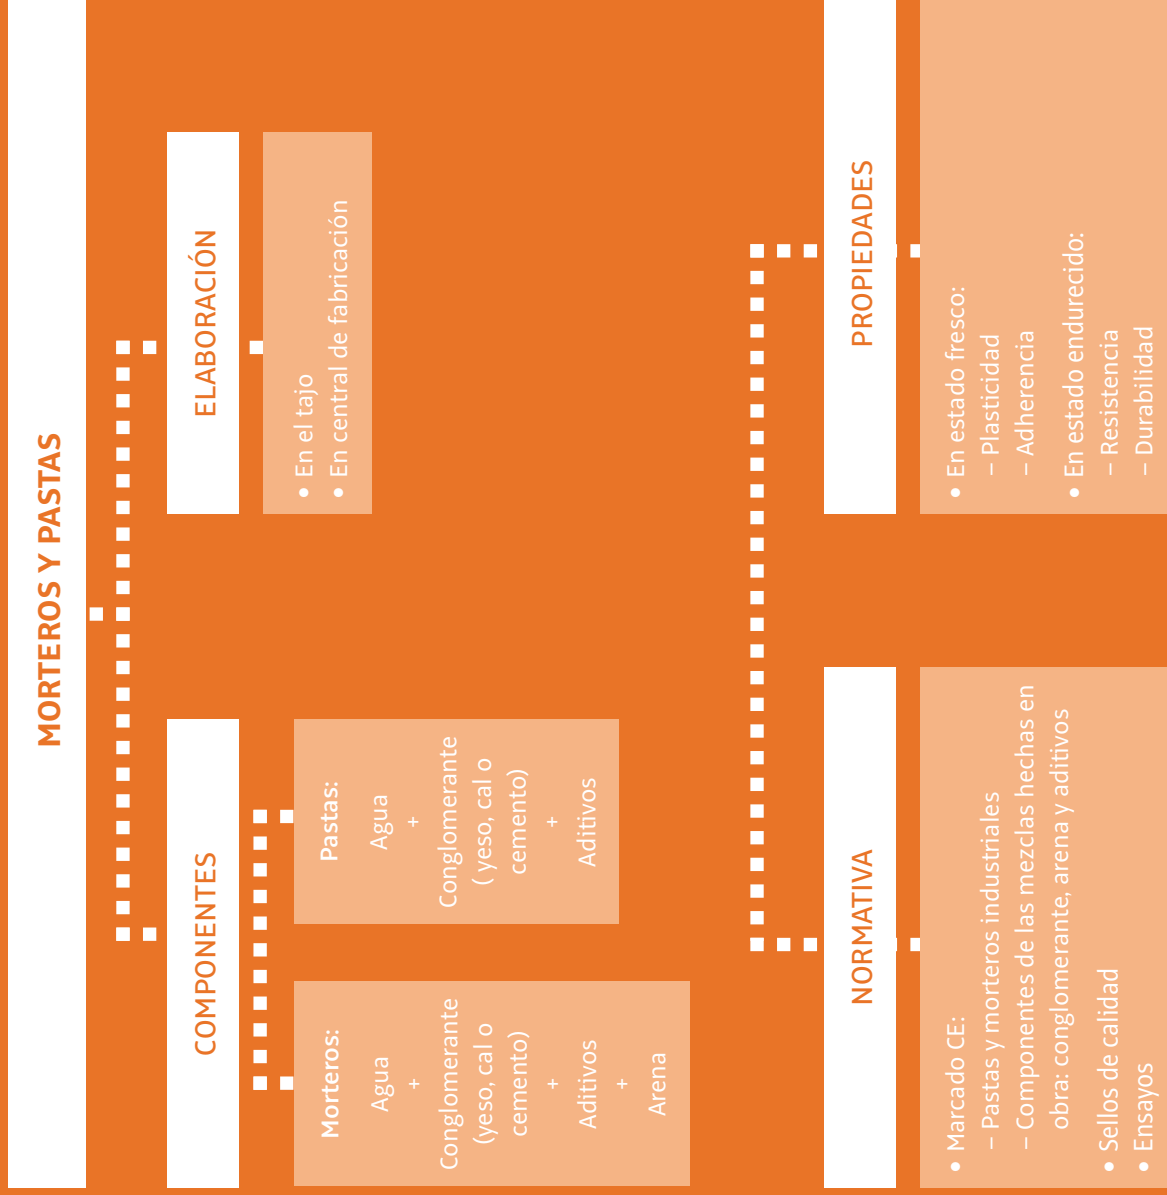 MORTEROS Y PASTAS
COMPONENTES
Morteros:
Agua
+
Conglomerante
(yeso, cal o
cemento)
+
Aditivos
+
Arena
Pastas:
Agua
+
Conglomerante
( yeso, cal o
cemento)
+
Aditivos
ELABORACIÓN
• En el tajo
• En central de fabricación
NORMATIVA
• Marcado CE:
– Pastas y morteros industriales
– Componentes de las mezclas hechas en
obra: conglomerante, arena y aditivos
• Sellos de calidad
• Ensayos
PROPIEDADES
• En estado fresco:
– Plasticidad
– Adherencia
• En estado endurecido:
– Resistencia
– Durabilidad